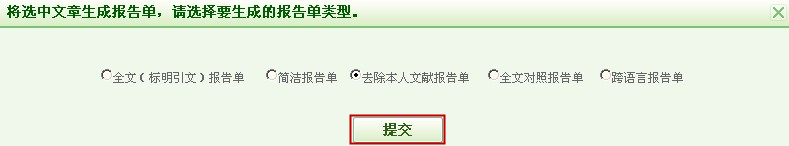 将选中文章生成报告单，请选择要生成的报告单类型。
全文（标明引文）报告单 简洁报告单 去除本人文献报告单 全文对照报告单 跨语言报告单
提交